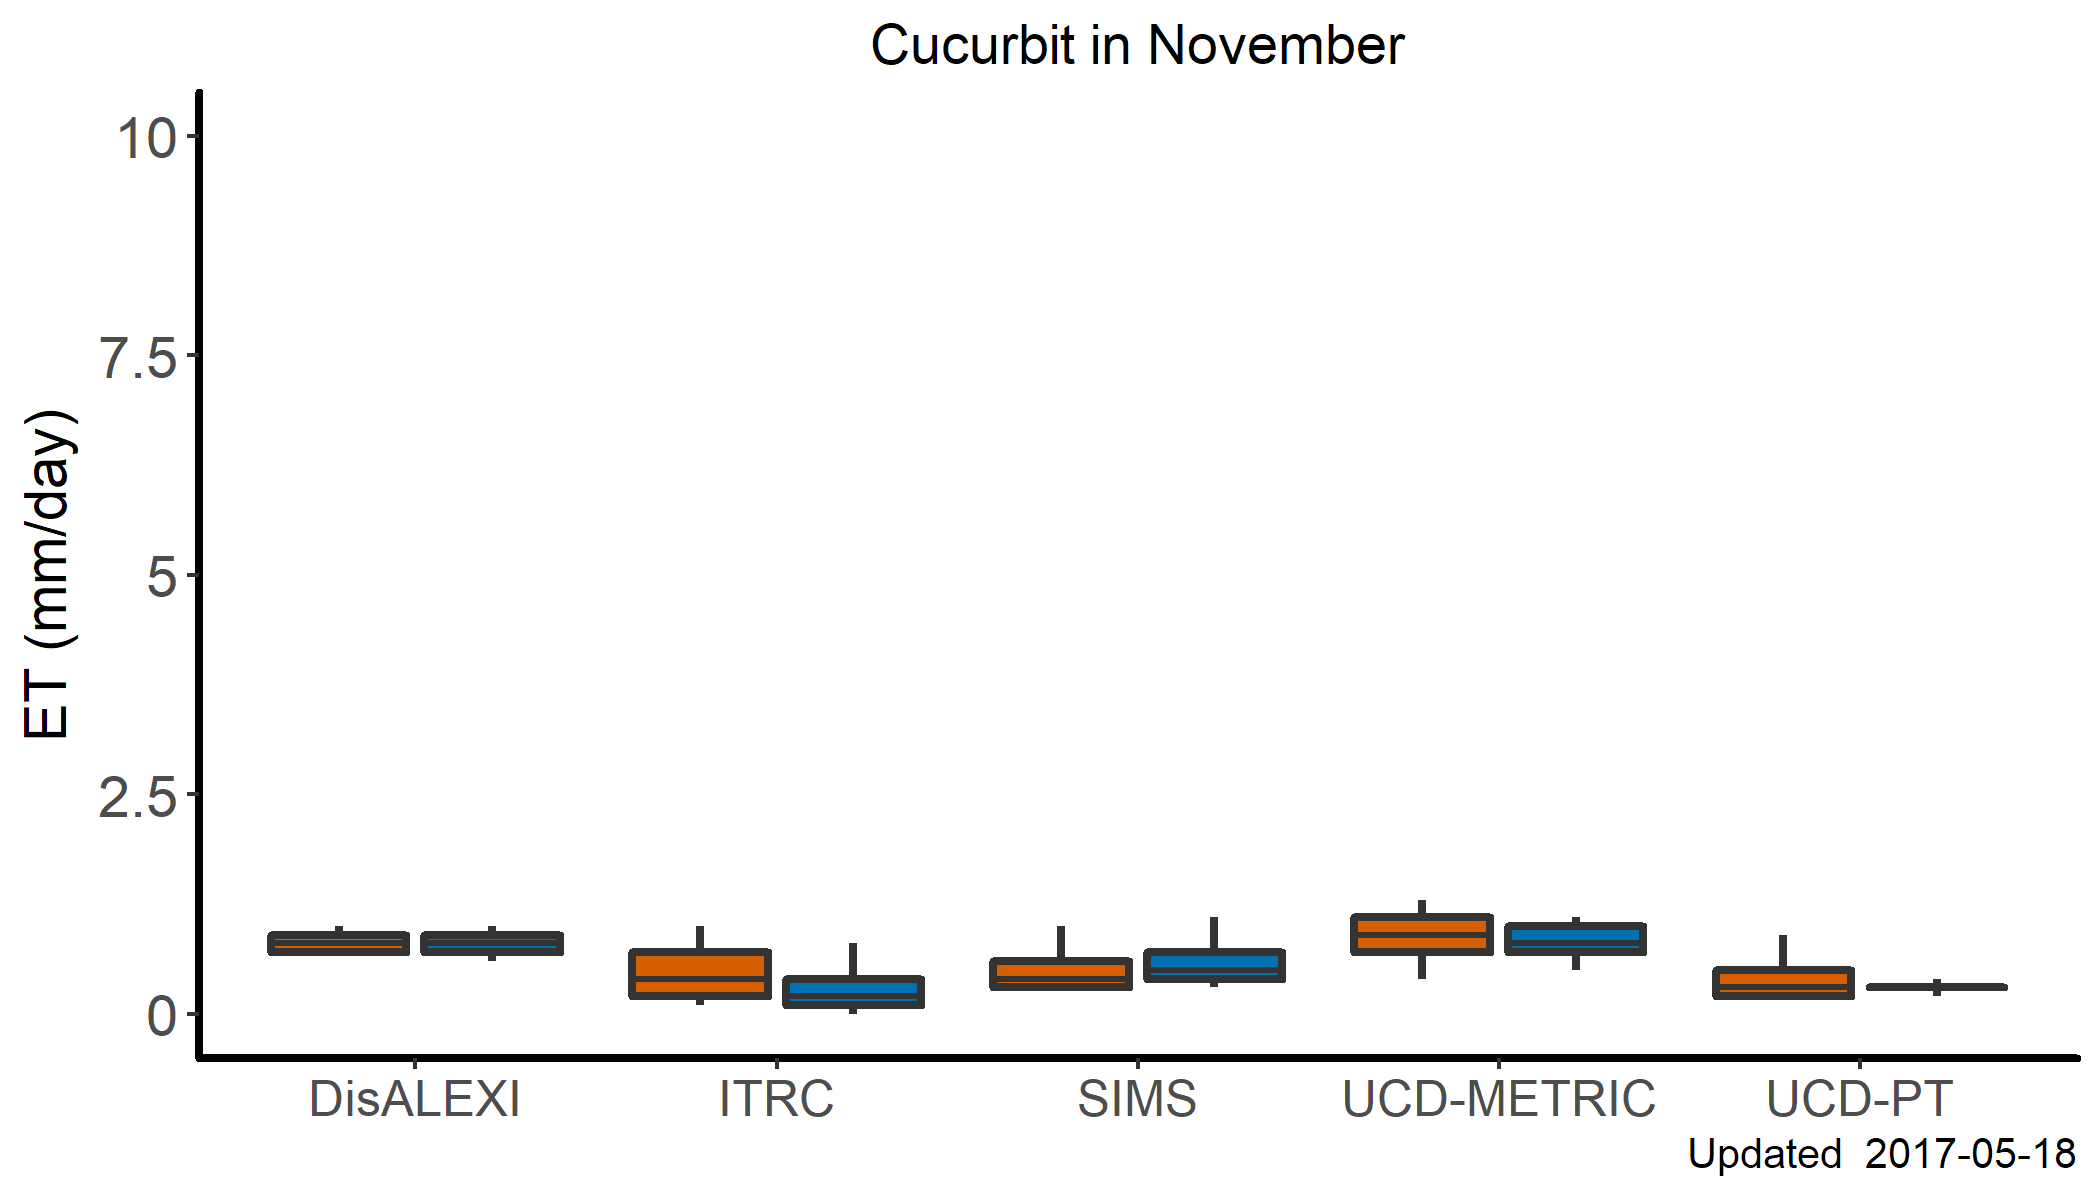 Cucurbit in November
10
7.5
5
2.5
0
ET (mm/day)
DisALEXI ITRC SIMS UCD-METRIC UCD-PT
Updated  2017-05-18